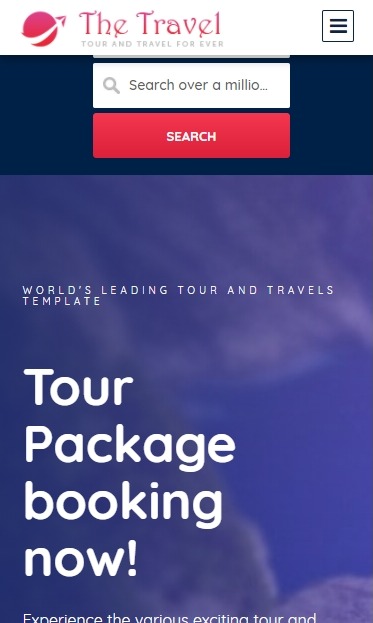 The Travel
TOUR AND TRAVEL FOR EVER
Search over a millio...
SEARCH
WORLD'S LEADING TOUR AND TRAVELS
TEMPLATE
Tour
Package
booking
now!
Experience the various exciting tour and